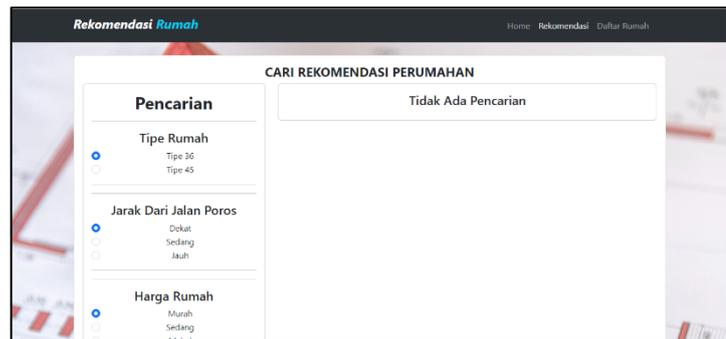 Rekomendasi Rumah
Home Rekomendasi Daftar Rumah
CARI REKOMENDASI PERUMAHAN
Pencarian
Tipe Rumah
Tipe 36
Tipe 45
Jarak Dari Jalan Poros
Dekat
Sedang
Jauh
Harga Rumah
Murah
Sedang
Tidak Ada Pencarian